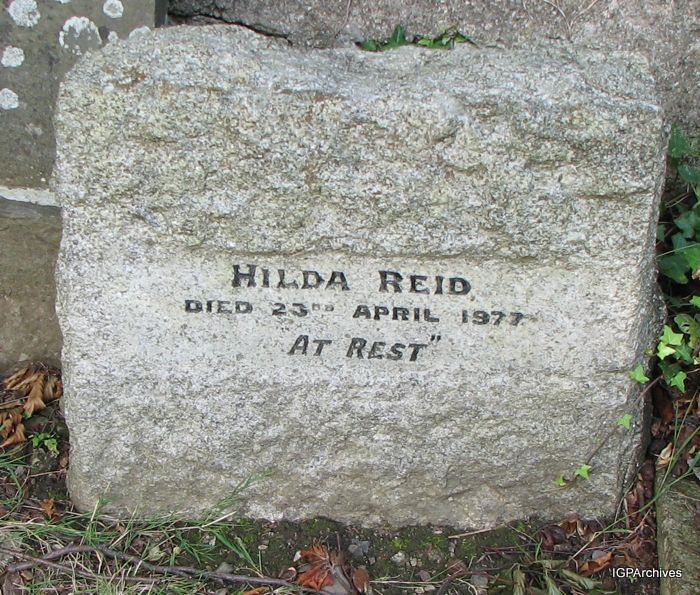 HILDA REID
DIED 23RD APRIL 1977
AT REST"
IGPArchives